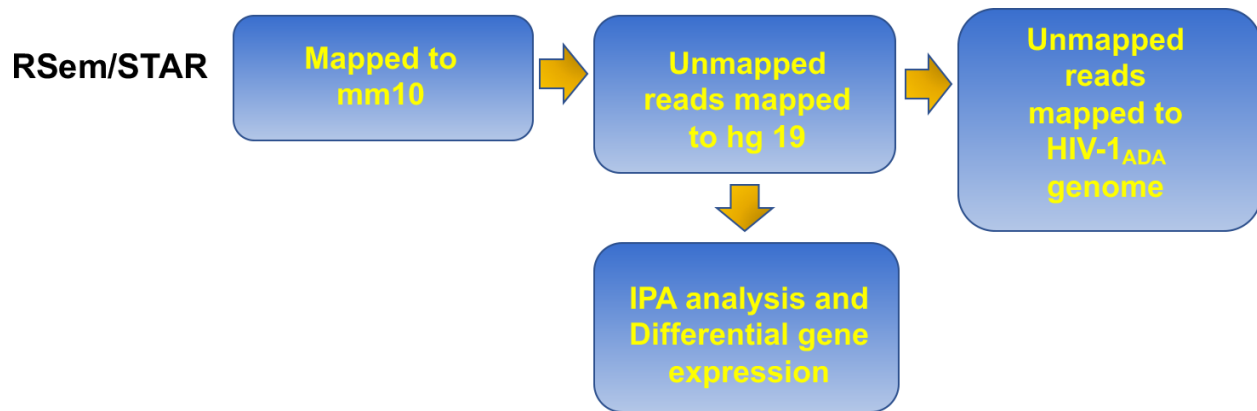 RSem/STAR
Mapped to
mm10
Unmapped
reads mapped
to hg 19
Unmapped
reads
mapped to
HIV-1ADA
genome
IPA analysis and
Differential gene
expression